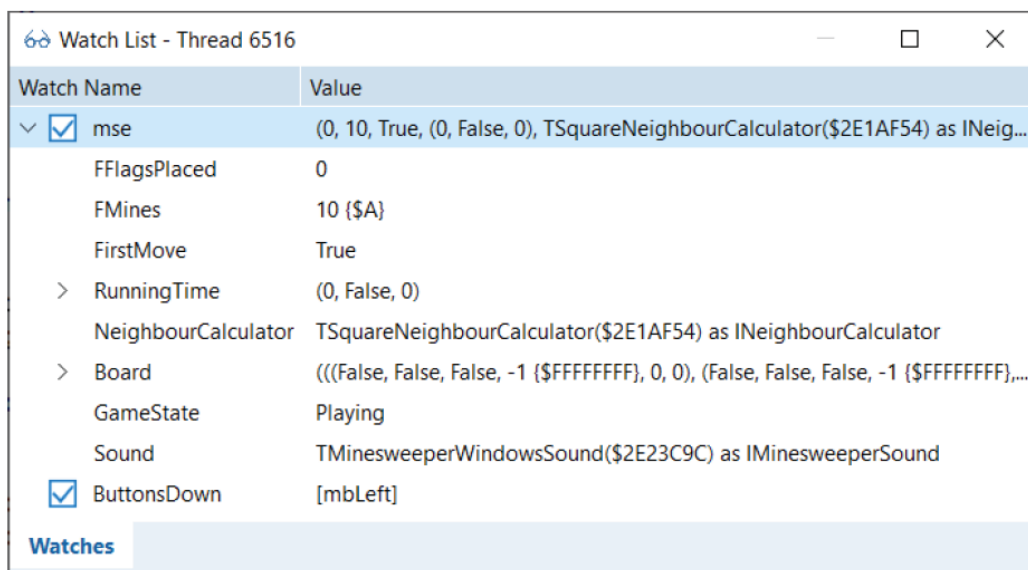 Watch List - Thread 6516
Watch Name Value
mse (0, 10, True, (0, False, 0), TSquareNeighbourCalculator($2E1AF54) as INeig...
FFlagsPlaced 0
FMines 10 {$A}
FirstMove True
RunningTime (0, False, 0)
NeighbourCalculator TSquareNeighbourCalculator($2E1AF54) as INeighbourCalculator
Board (((False, False, False, -1 {$FFFFFFFF}, 0, 0), (False, False, False, -1 {$FFFFFFFF},...
GameState Playing
Sound TMinesweeperWindowsSound($2E23C9C) as IMinesweeperSound
ButtonsDown [mbLeft]
Watches